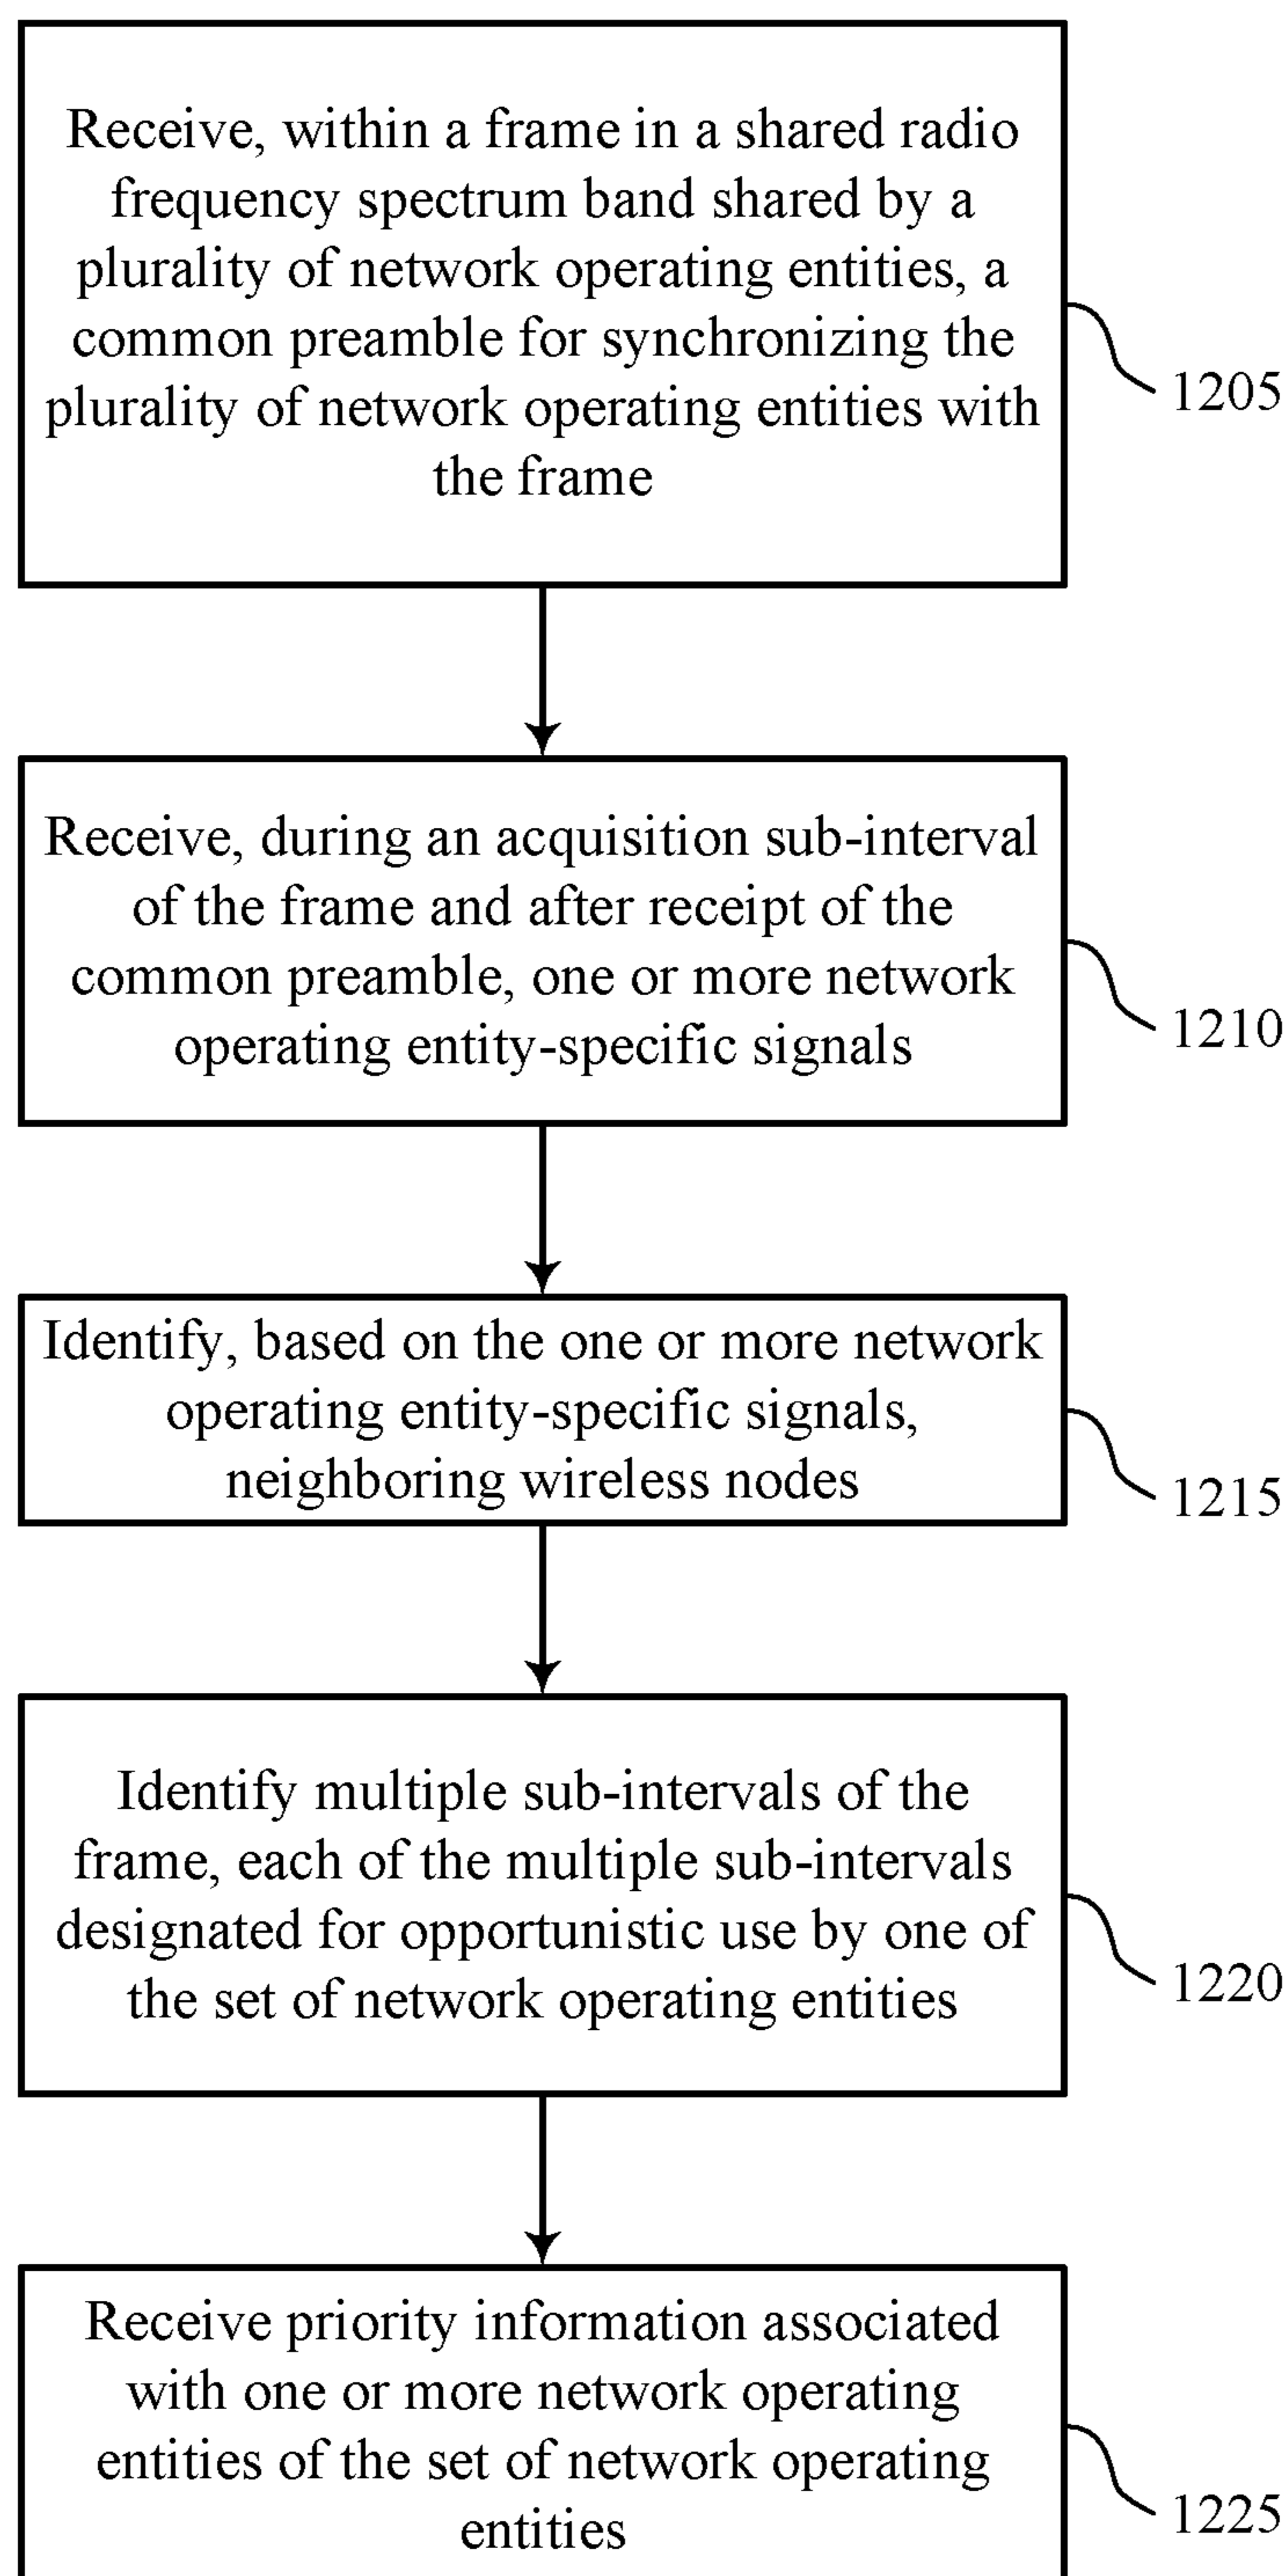 Receive, within a frame in a shared radio
frequency spectrum band shared by a
plurality of network operating entities, a
common preamble for synchronizing the
plurality of network operating entities with
the frame
1205
Receive, during an acquisition sub-interval
of the frame and after receipt of the
common preamble, one or more network
operating entity-specific signals
1210
Identify, based on the one or more network
operating entity-specific signals,
neighboring wireless nodes
1215
Identify multiple sub-intervals of the
frame, each of the multiple sub-intervals
designated for opportunistic use by one of
the set of network operating entities
1220
Receive priority information associated
with one or more network operating
entities of the set of network operating
entities
1225